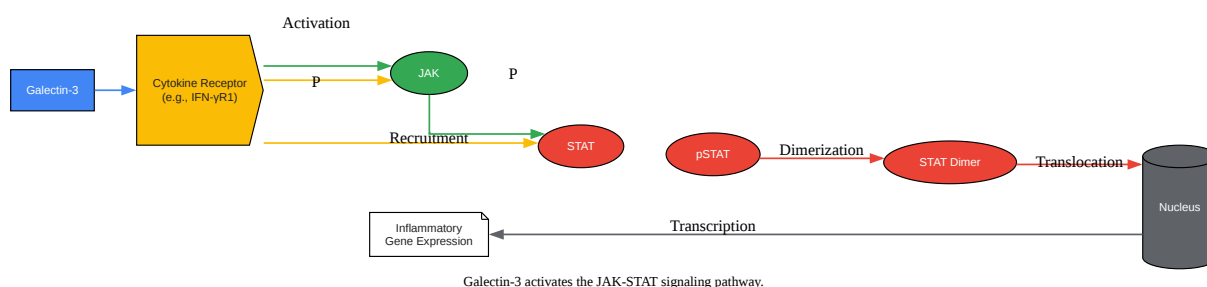 Activation
Galectin-3
Cytokine Receptor
(e.g., IFN-γR1)
P
JAK
P
Recruitment
STAT
pSTAT
Dimerization
STAT Dimer
Translocation
Nucleus
Inflammatory
Gene Expression
Transcription
Galectin-3 activates the JAK-STAT signaling pathway.